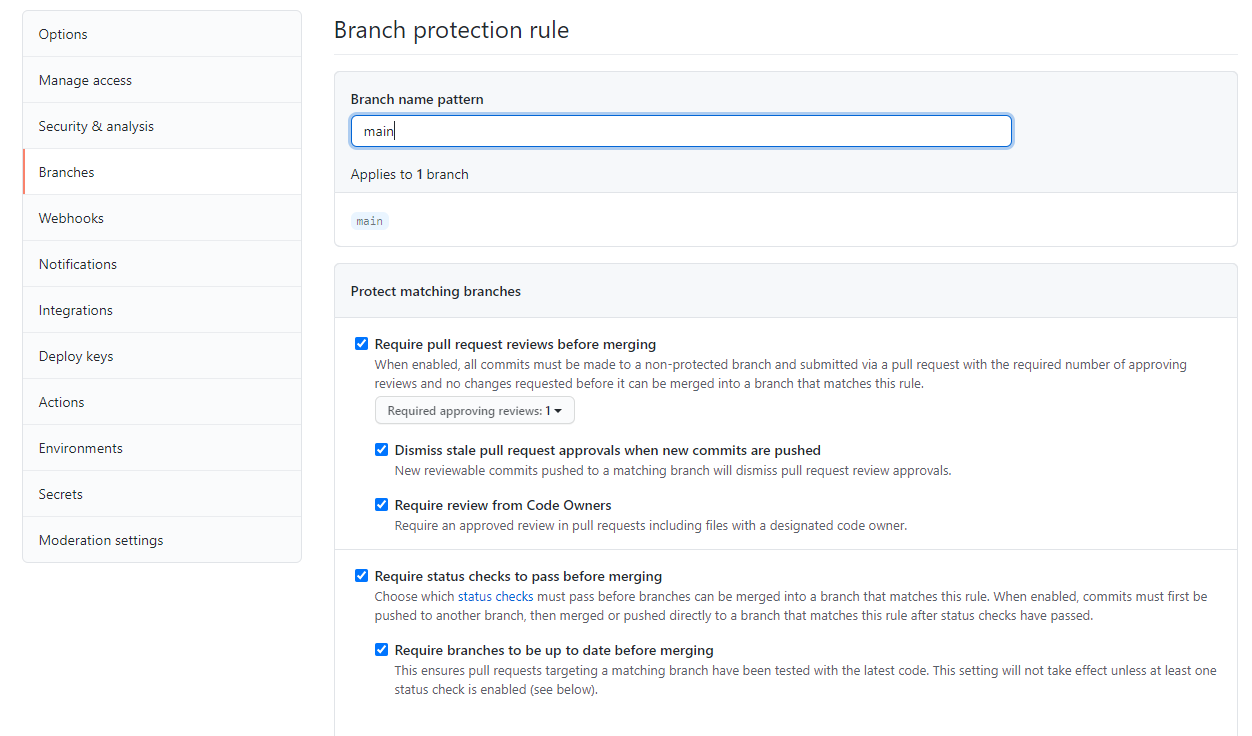 Options
Manage access
Security & analysis
Branches
Webhooks
Notifications
Integrations
Deploy keys
Actions
Environments
Secrets
Moderation settings
Branch protection rule
Branch name pattern
main
Applies to 1 branch
main
Protect matching branches
Require pull request reviews before merging
When enabled, all commits must be made to a non-protected branch and submitted via a pull request with the required number of approving
reviews and no changes requested before it can be merged into a branch that matches this rule.
Required approving reviews: 1
Dismiss stale pull request approvals when new commits are pushed
New reviewable commits pushed to a matching branch will dismiss pull request review approvals.
Require review from Code Owners
Require an approved review in pull requests including files with a designated code owner.
Require status checks to pass before merging
Choose which status checks must pass before branches can be merged into a branch that matches this rule. When enabled, commits must first be
pushed to another branch, then merged or pushed directly to a branch that matches this rule after status checks have passed.
Require branches to be up to date before merging
This ensures pull requests targeting a matching branch have been tested with the latest code. This setting will not take effect unless at least one
status check is enabled (see below).